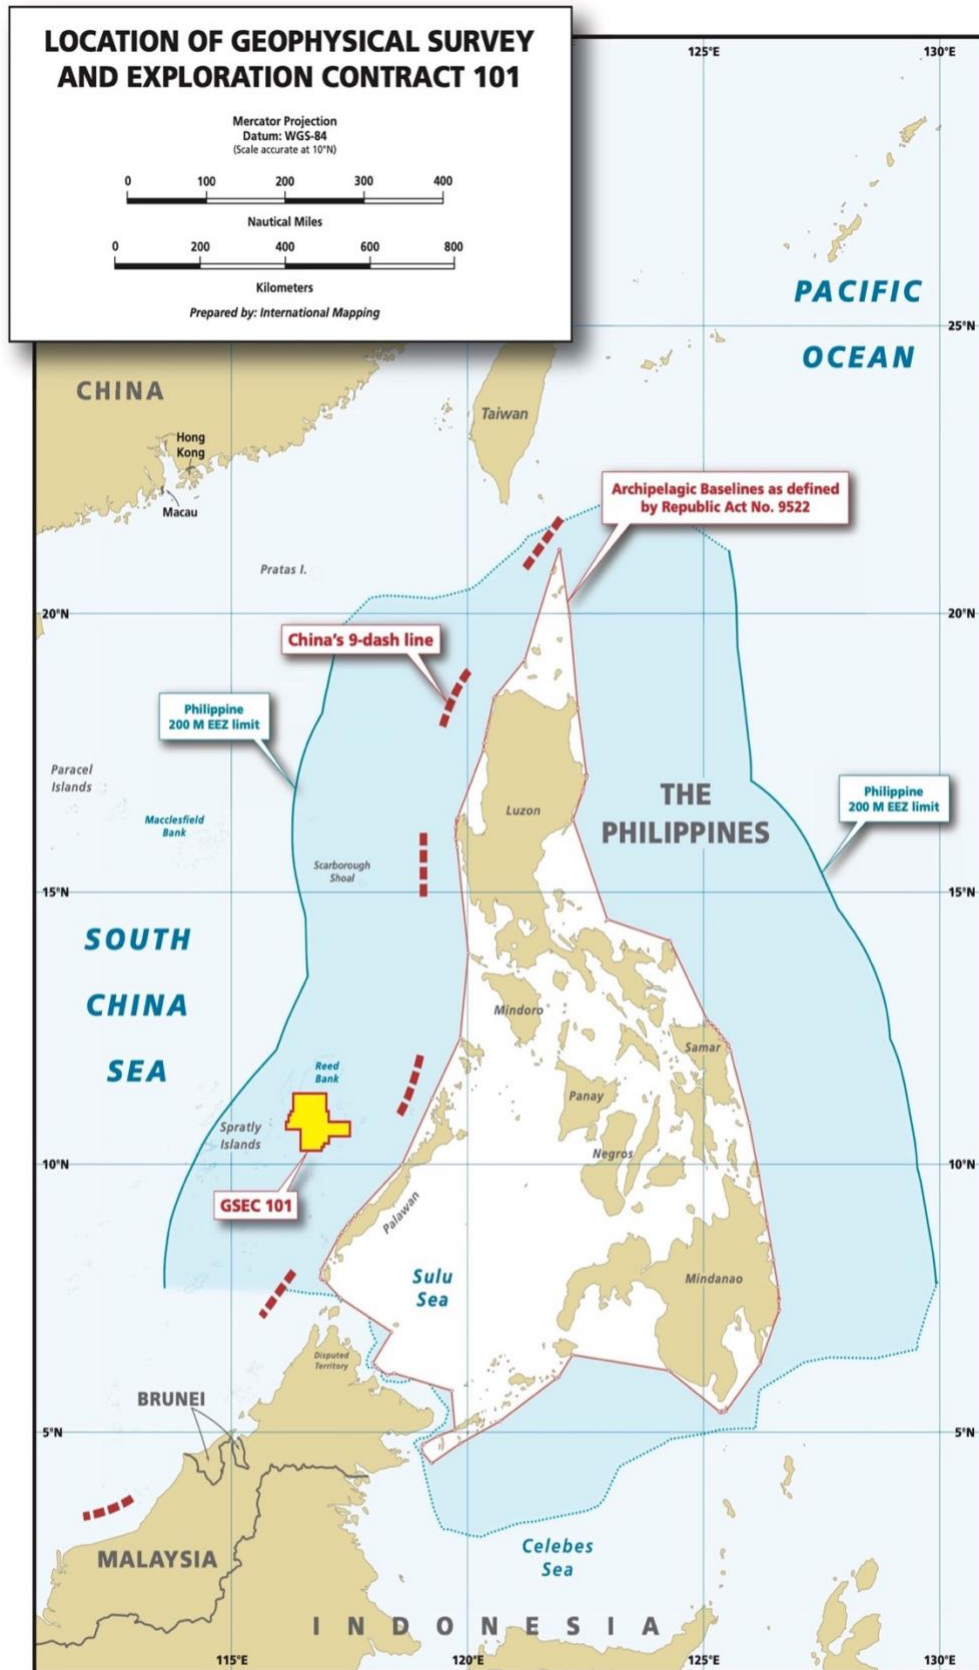 LOCATION OF GEOPHYSICAL SURVEY
AND EXPLORATION CONTRACT 101
Mercator Projection
Datum: WGS-84
(Scale accurate at 10°N)
0 100 200 300 400
Nautical Miles
0 200 400 600 800
Kilometers
Prepared by: International Mapping
125°E
130°E
PACIFIC
OCEAN
25°N
CHINA
Taiwan
Hong
Kong
Macau
Archipelagic Baselines as defined
by Republic Act No. 9522
Pratas I.
20°N
20°N
China's 9-dash line
Philippine
200 M EEZ limit
Paracel
Islands
Macclesfield
Bank
THE
PHILIPPINES
Luzon
Philippine
200 M EEZ limit
Scarborough
Shoal
15°N
15°N
SOUTH
CHINA
SEA
Mindoro
Samar
Reed
Bank
Panay
Spratly
Islands
Negros
10°N
10°N
GSEC 101
Palawan
Sulu
Sea
Mindanao
Disputed
Territory
BRUNEI
5°N
5°N
MALAYSIA
Celebes
Sea
INDONESIA
115°E
120°E
125°E
130°E